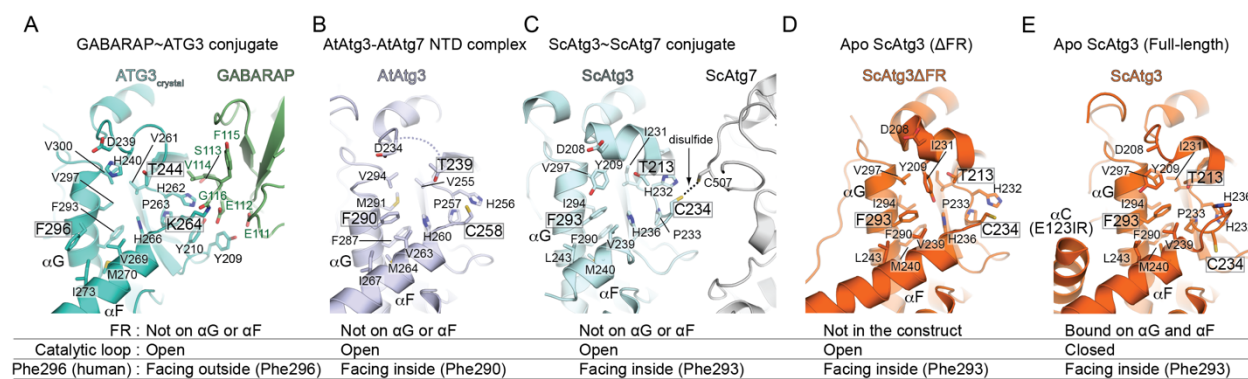 A
GABARAP~ATG3 conjugate
ATG3crystal
GABARAP
F115
S113
V114
V261
D239
H240
T244
V300
V297
H262
G116
E112
P263
F293
K264
E111
F296
H266
Y210
Y209
αG
V269
M270
I273
αF
B
AtAtg3-AtAtg7 NTD complex
AtAtg3
D234
T239
V294
V255
M291
P257
H256
F290
C258
F287
H260
αG
V263
M264
I267
αF
C
ScAtg3~ScAtg7 conjugate
ScAtg3
ScAtg7
I231
disulfide
D208
Y209
T213
V297
H232
C507
I294
C234
F293
H236
P233
F290
αG
V239
L243
M240
αF
D
Apo ScAtg3 (ΔFR)
ScAtg3ΔFR
D208
I231
V297
Y209
T213
αG
H232
I294
P233
F293
C234
F290
V239
H236
L243
M240
αF
E
Apo ScAtg3 (Full-length)
ScAtg3
D208
I231
V297
Y209
T213
αG
αC
(E123IR)
I294
P233
H236
F293
F290
V239
L243
M240
C234
αF
FR : Not on αG or αF Not on αG or αF Not on αG or αF Not in the construct Bound on αG and αF
Catalytic loop : Open Open Open Open Closed
Phe296 (human) : Facing outside (Phe296) Facing inside (Phe290) Facing inside (Phe293) Facing inside (Phe293) Facing inside (Phe293)